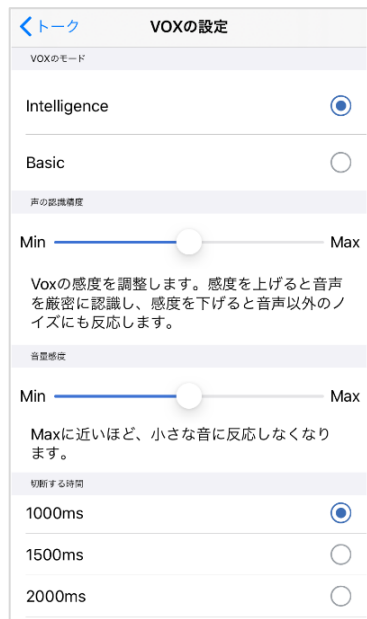 トーク VOXの設定
VOXのモード
Intelligence
Basic
声の認識精度
Min Max
Voxの感度を調整します。感度を上げると音声
を厳密に認識し、感度を下げると音声以外のノ
イズにも反応します。
音量感度
Min Max
Maxに近いほど、小さな音に反応しなくなり
ます。
切断する時間
1000ms
1500ms
2000ms